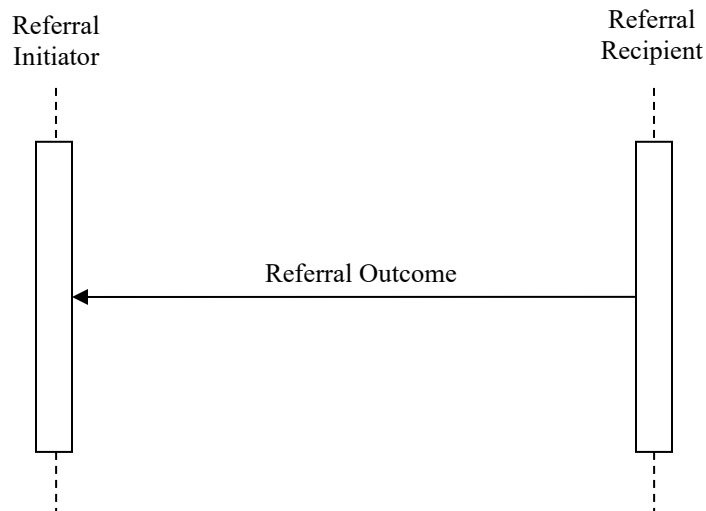 Referral
Initiator
Referral
Recipient
Referral Outcome